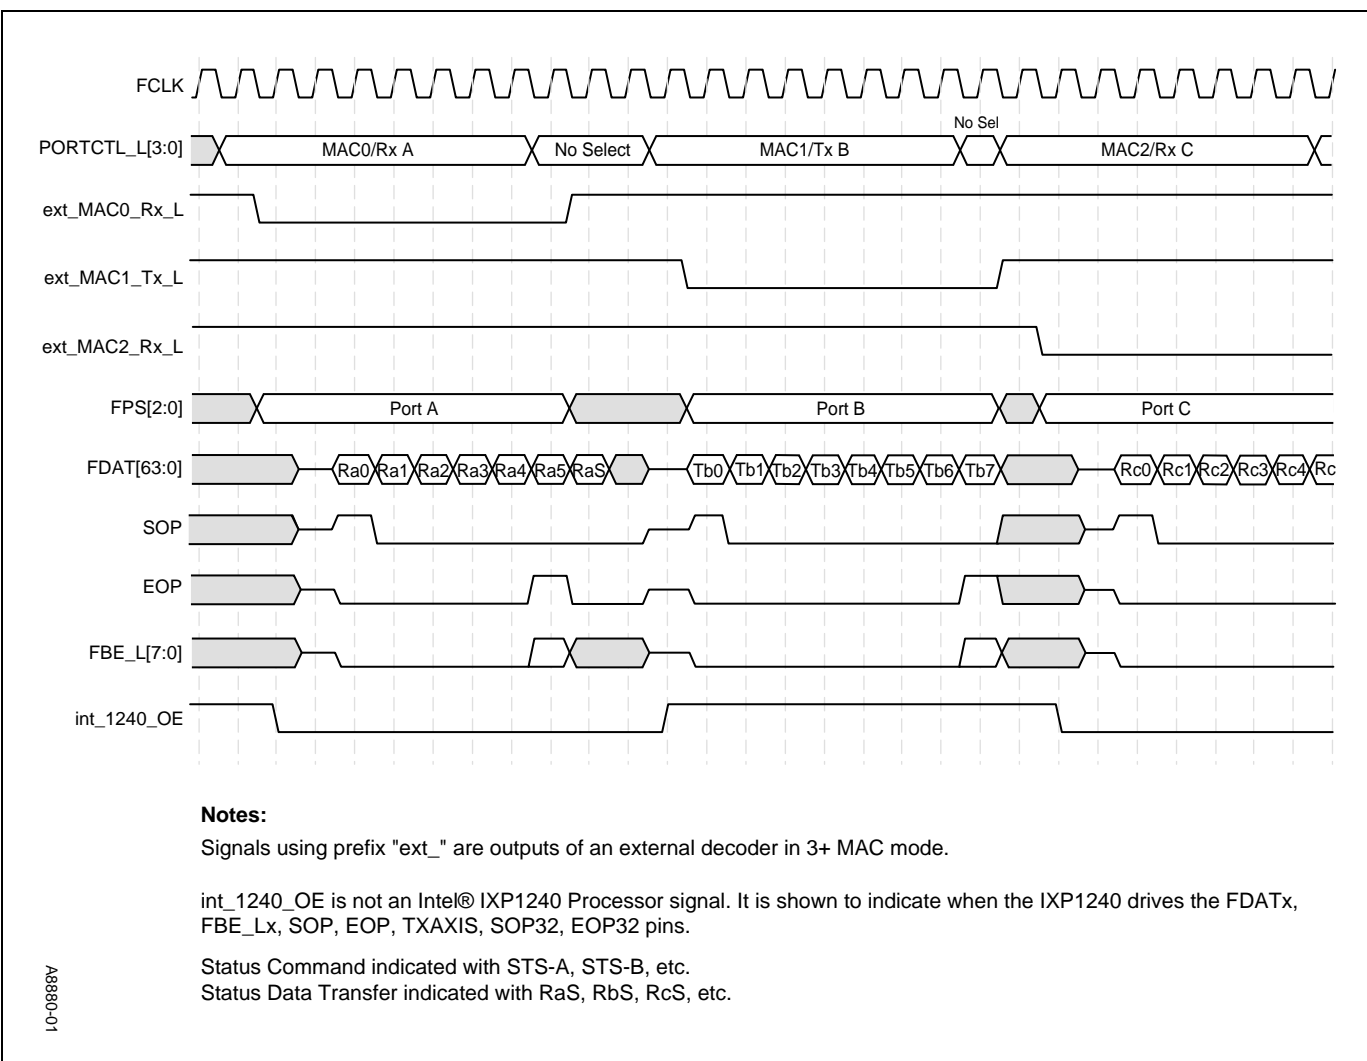 FCLK
No Sel
PORTCTL_L[3:0] MAC0/Rx A No Select MAC1/Tx B MAC2/Rx C
ext_MAC0_Rx_L
ext_MAC1_Tx_L
ext_MAC2_Rx_L
FPS[2:0] Port A Port B Port C
FDAT[63:0] Ra0 Ra1 Ra2 Ra3 Ra4 Ra5 RaS Tb0 Tb1 Tb2 Tb3 Tb4 Tb5 Tb6 Tb7 Rc0 Rc1 Rc2 Rc3 Rc4 Rc
SOP
EOP
FBE_L[7:0]
int_1240_OE
Notes:
Signals using prefix "ext_" are outputs of an external decoder in 3+ MAC mode.
int_1240_OE is not an Intel® IXP1240 Processor signal. It is shown to indicate when the IXP1240 drives the FDATx,
FBE_Lx, SOP, EOP, TXAXIS, SOP32, EOP32 pins.
Status Command indicated with STS-A, STS-B, etc.
Status Data Transfer indicated with RaS, RbS, RcS, etc.
A8880-01